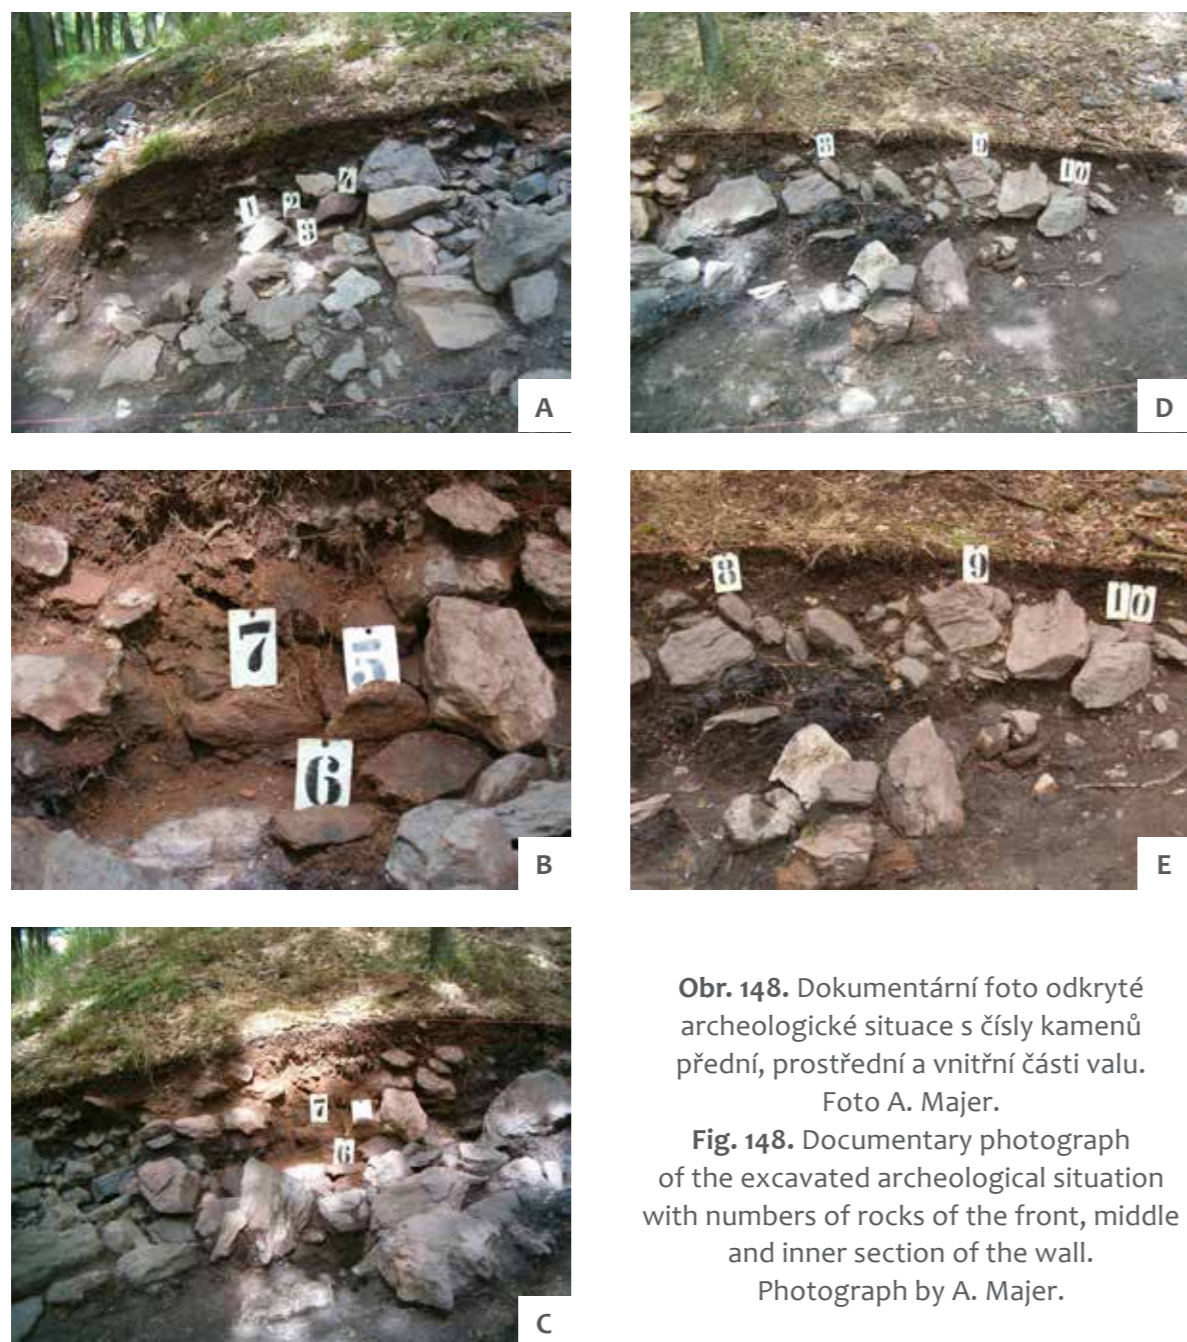 1
2
3
4
A
8
9
10
D
7
5
6
B
8
9
10
E
7
6
C
Obr. 148. Dokumentární foto odkryté
archeologické situace s čísly kamenů
přední, prostřední a vnitřní části valu.
Foto A. Majer.
Fig. 148. Documentary photograph
of the excavated archeological situation
with numbers of rocks of the front, middle
and inner section of the wall.
Photograph by A. Majer.